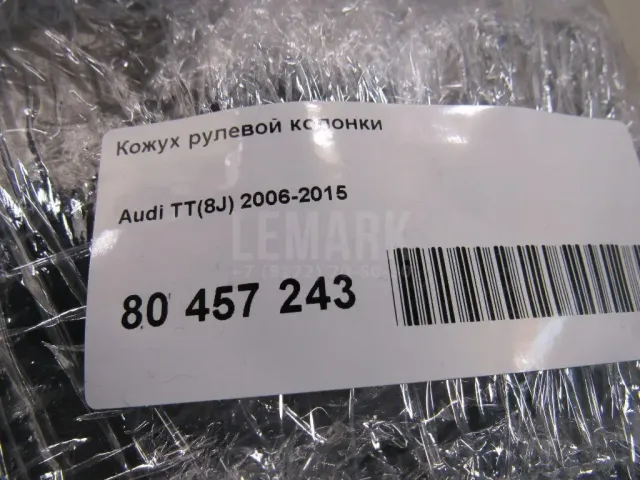 Кожух рулевой колонки
Audi TT(8J) 2006-2015
LEMARK
80 457 243